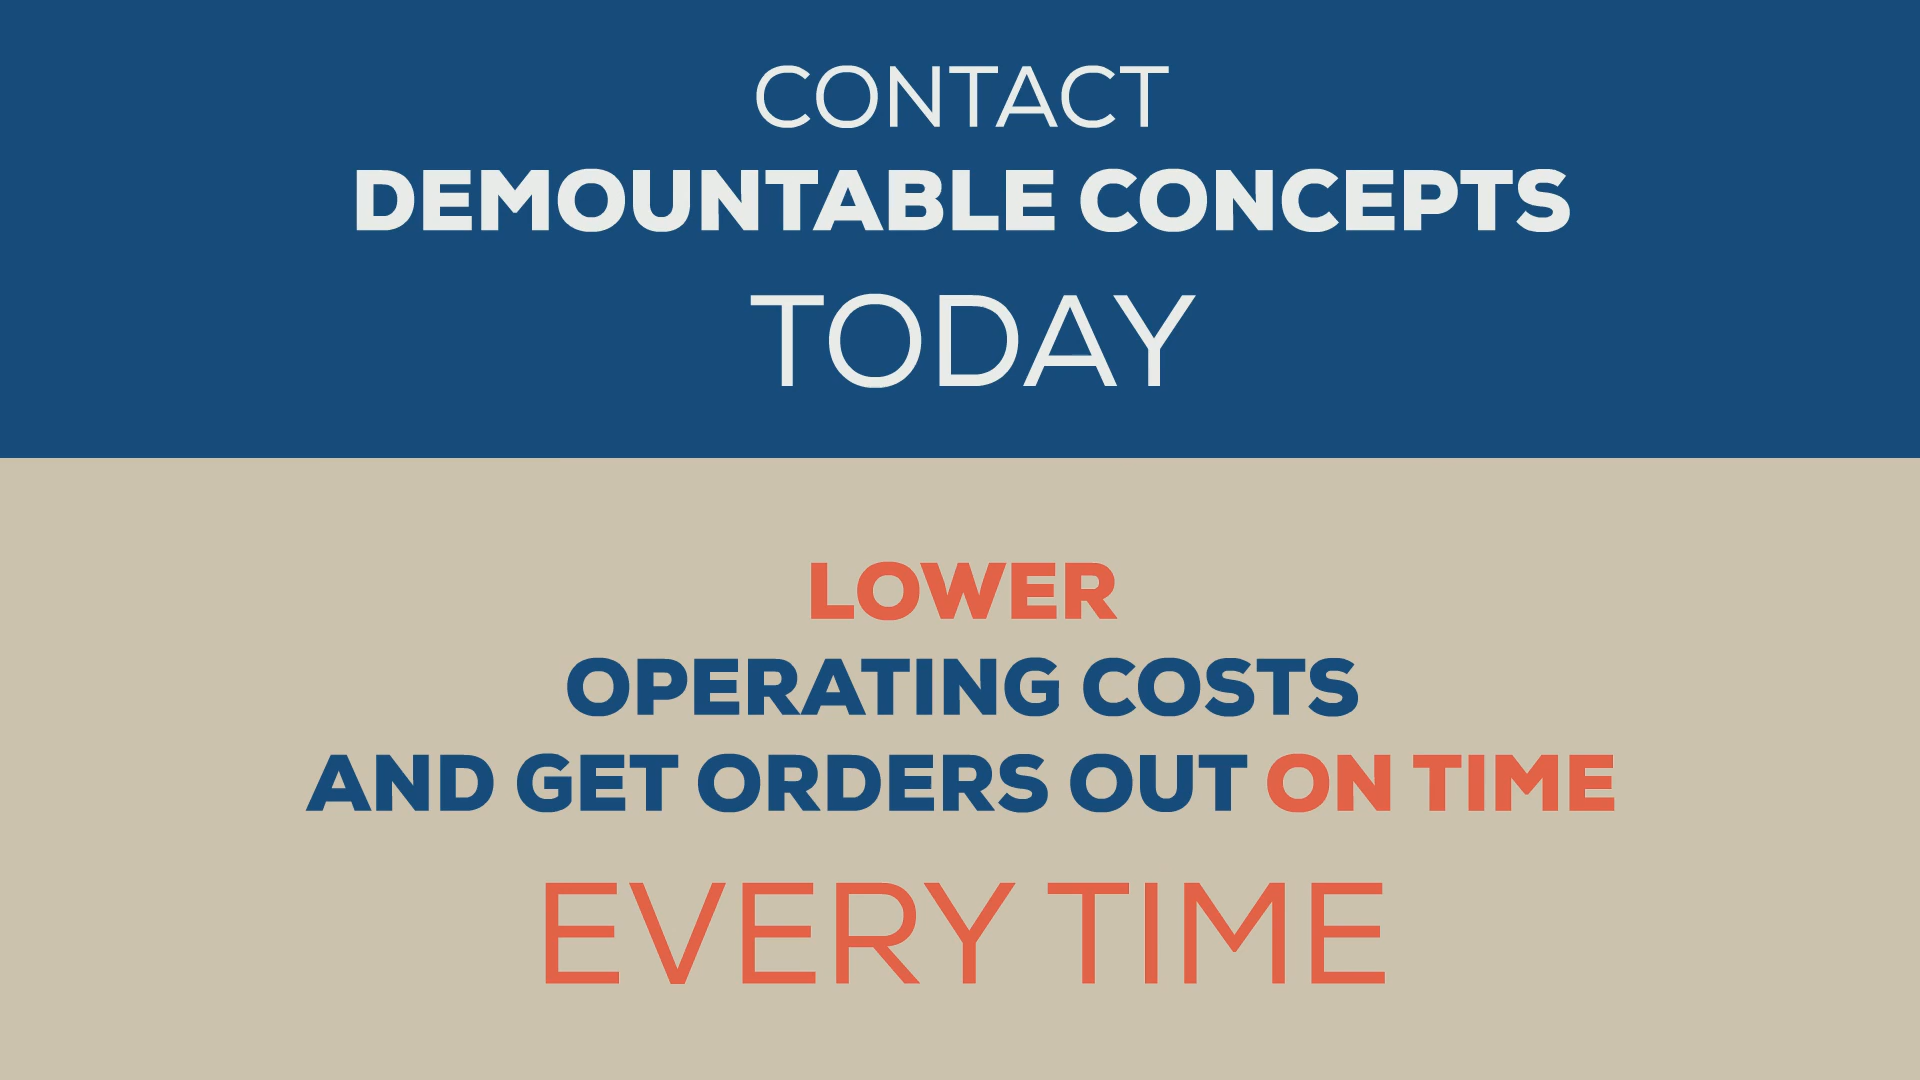 CONTACT
DEMOUNTABLE CONCEPTS
TODAY
LOWER
OPERATING COSTS
AND GET ORDERS OUT ON TIME
EVERY TIME